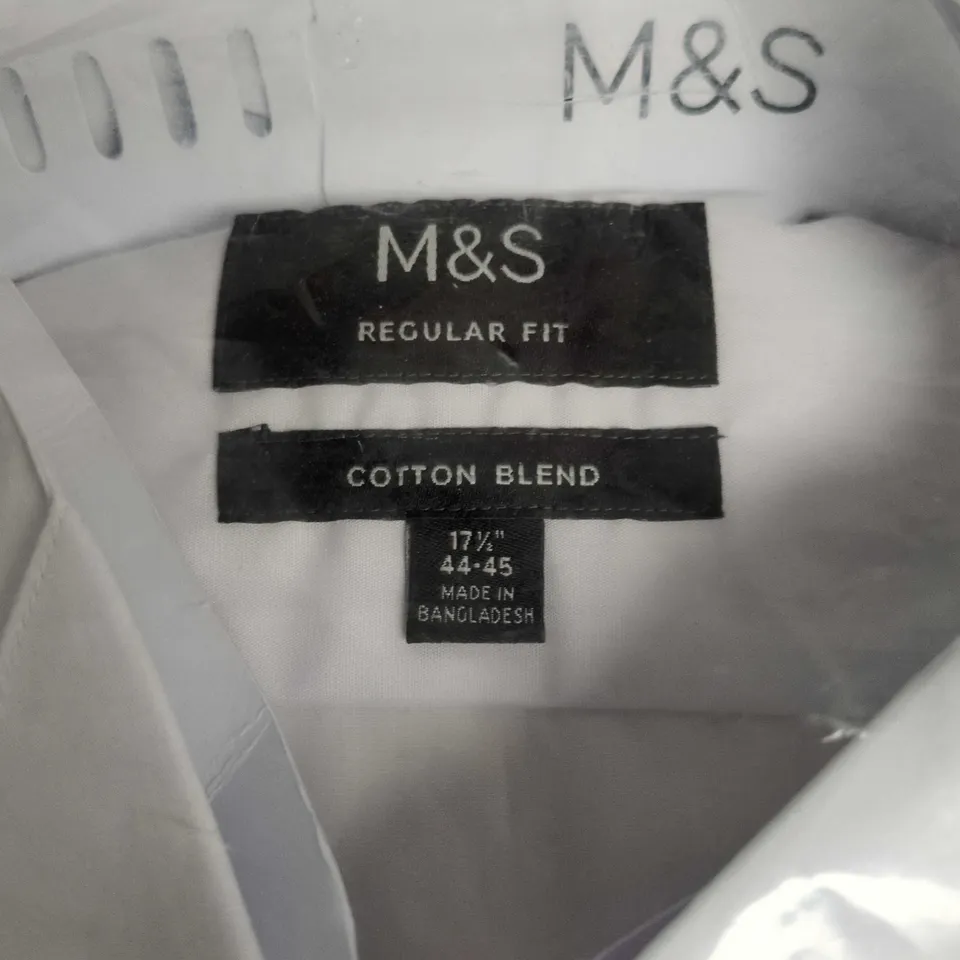 M&S
M&S
REGULAR FIT
COTTON BLEND
17½"
44-45
MADE IN
BANGLADESH